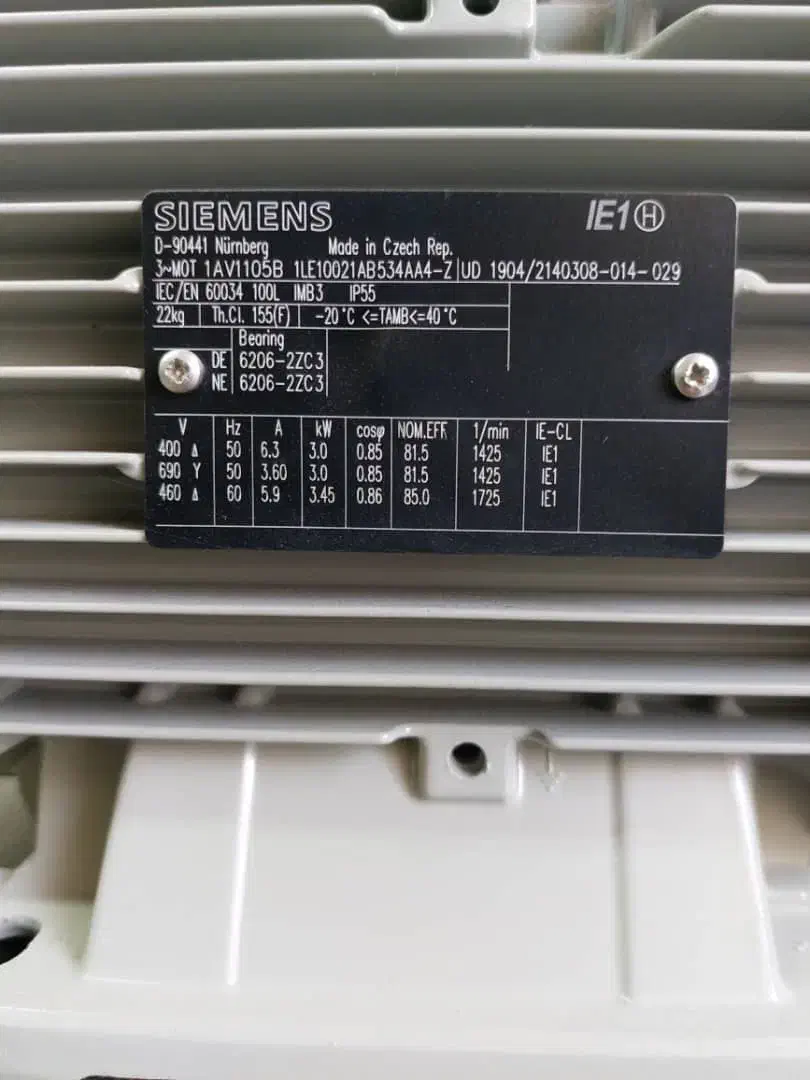 SIEMENS IE1 Ⓗ
D-90441 Nürnberg Made in Czech Rep.
3~MOT 1AV1105B 1LE10021AB534AA4-Z UD 1904/2140308-014-029
IEC/EN 60034 100L IMB3 IP55
22kg Th.Cl. 155(F) -20°C <=TAMB<=40°C
Bearing
DE 6206-2ZC3
NE 6206-2ZC3
V Hz A kW cosφ NOM.EFF 1/min IE-CL
400 Δ 50 6.3 3.0 0.85 81.5 1425 IE1
690 Y 50 3.60 3.0 0.85 81.5 1425 IE1
460 Δ 60 5.9 3.45 0.86 85.0 1725 IE1